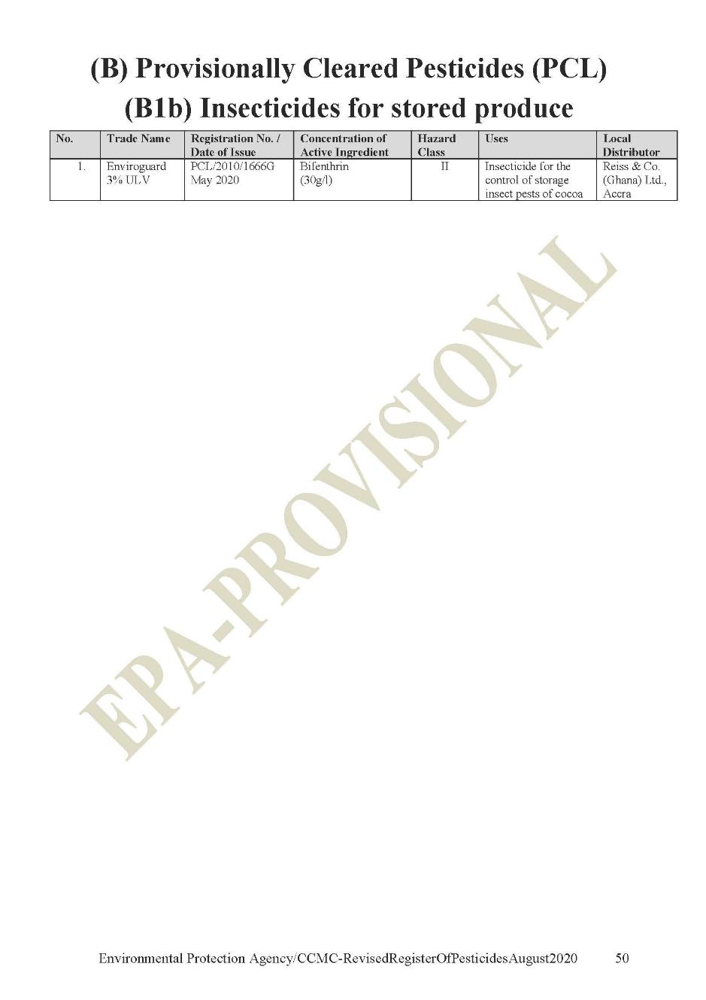 (B) Provisionally Cleared Pesticides (PCL)
(B1b) Insecticides for stored produce
No. Trade Name Registration No. / Date of Issue Concentration of Active Ingredient Hazard Class Uses Local Distributor
1. Enviroguard 3% ULV PCL/2010/1666G May 2020 Bifenthrin (30g/l) II Insecticide for the control of storage insect pests of cocoa Reiss & Co. (Ghana) Ltd., Accra
EPA-PROVISIONAL
Environmental Protection Agency/CCMC-RevisedRegisterOfPesticidesAugust2020 50